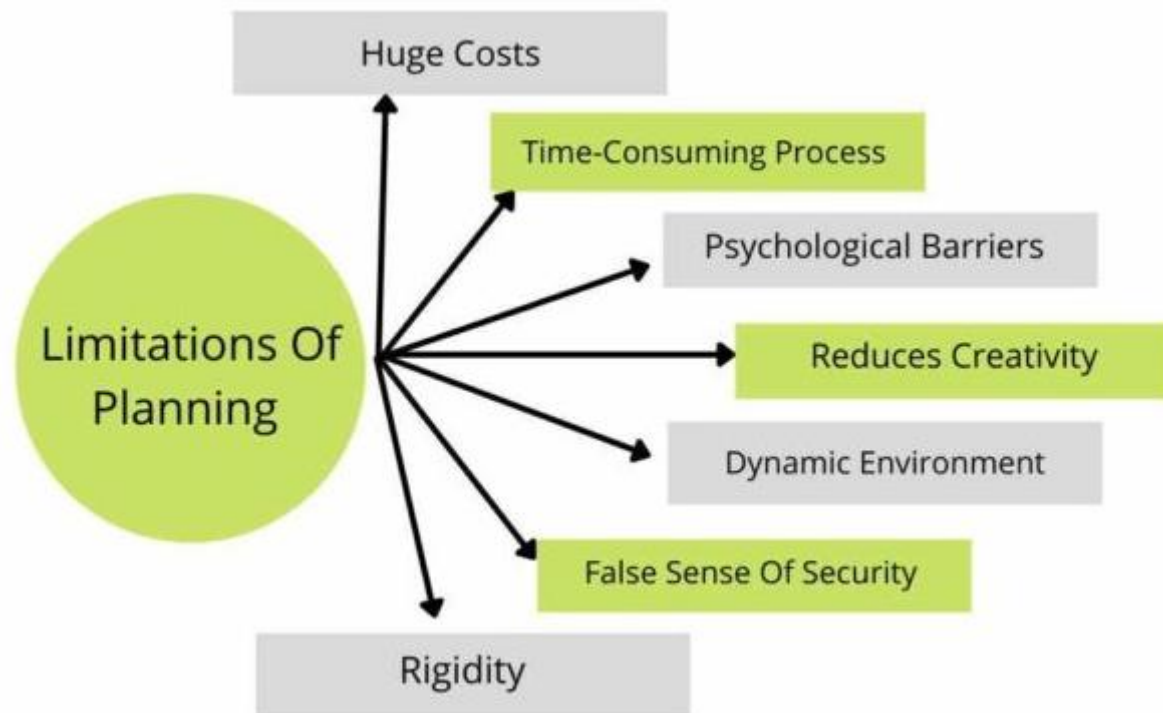 Huge Costs
Time-Consuming Process
Psychological Barriers
Limitations Of
Planning
Reduces Creativity
Dynamic Environment
False Sense Of Security
Rigidity